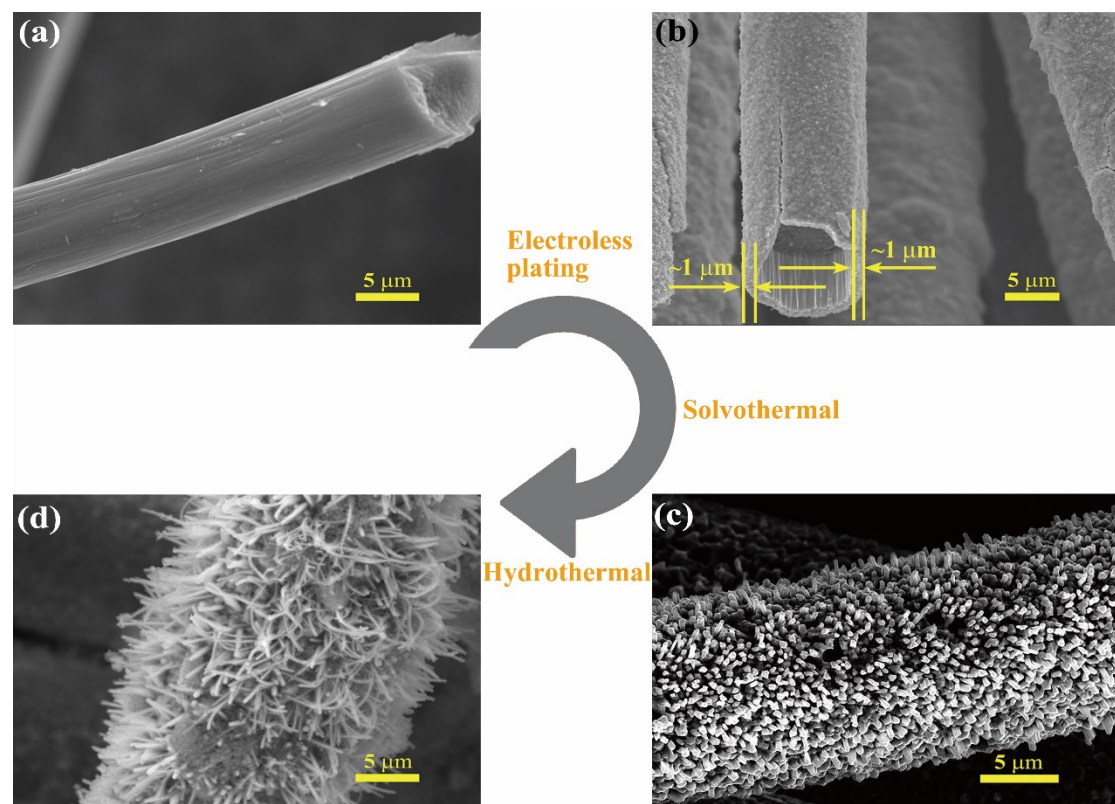 (a)
5 μm
(b)
~1 μm
~1 μm
5 μm
Electroless
plating
Solvothermal
Hydrothermal
(d)
5 μm
(c)
5 μm